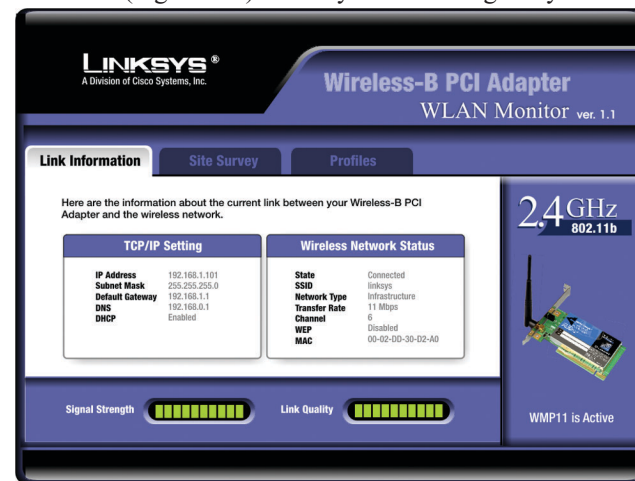 LINKSYS®
A Division of Cisco Systems, Inc.
Wireless-B PCI Adapter
WLAN Monitor ver. 1.1
Link Information Site Survey Profiles
Here are the information about the current link between your Wireless-B PCI
Adapter and the wireless network.
TCP/IP Setting
IP Address 192.168.1.101
Subnet Mask 255.255.255.0
Default Gateway 192.168.1.1
DNS 192.168.0.1
DHCP Enabled
Wireless Network Status
State Connected
SSID linksys
Network Type Infrastructure
Transfer Rate 11 Mbps
Channel 6
WEP Disabled
MAC 00-02-DD-30-D2-A0
2.4 GHz
802.11b
Signal Strength
Link Quality
WMP11 is Active